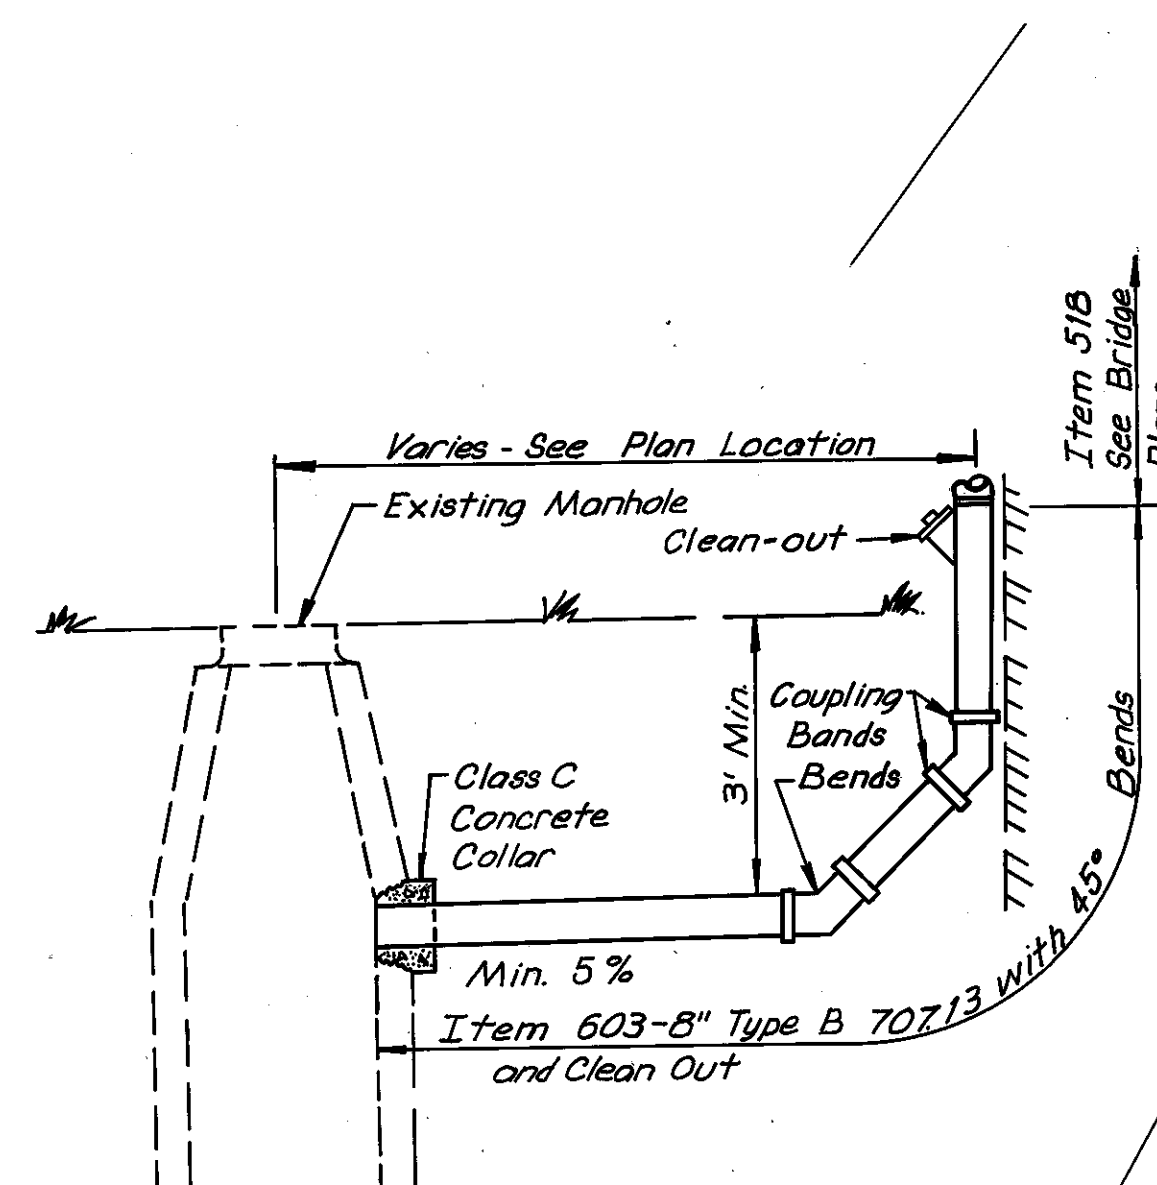 Item 518
See Bridge
Varies - See Plan Location
Existing Manhole
Clean-out
3' Min.
Coupling
Bands
Bends
Class C
Concrete
Collar
Min. 5%
Item 603-8" Type B 707.13 with 45° Bends
and Clean Out